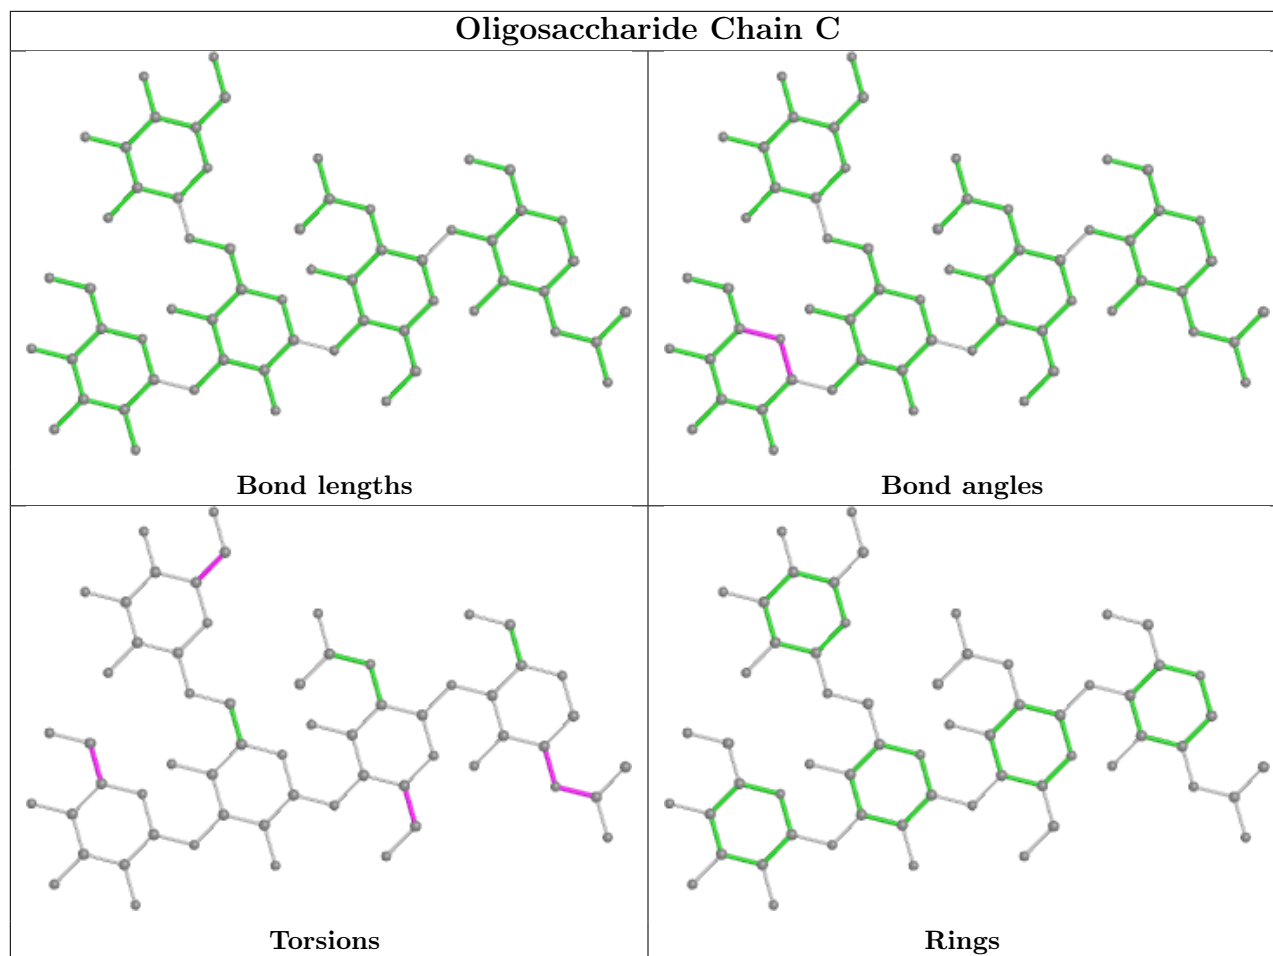 Oligosaccharide Chain C
Bond lengths
Bond angles
Torsions
Rings